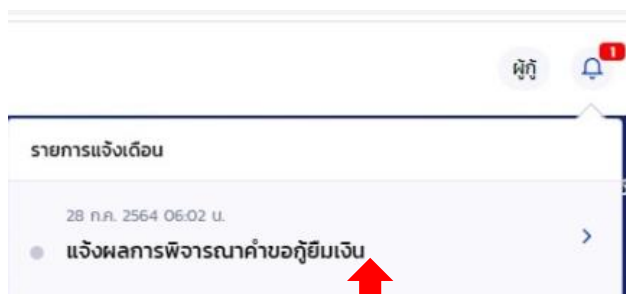 ผู้กู้ 1
รายการแจ้งเตือน
28 ก.ค. 2564 06:02 น.
แจ้งผลการพิจารณาคำขอกู้ยืมเงิน